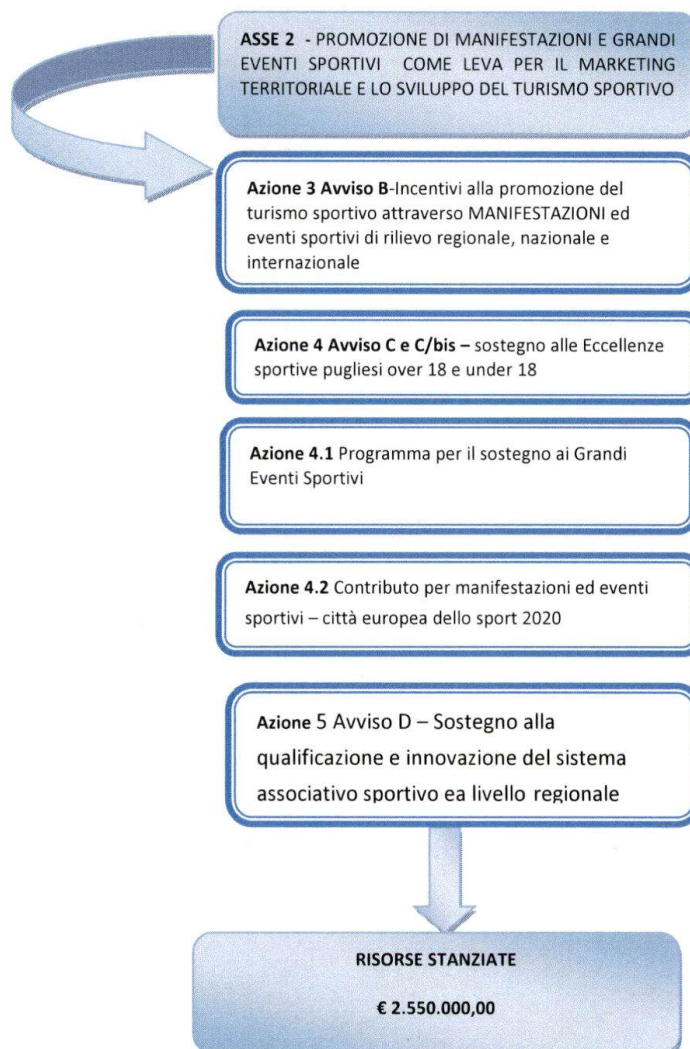 ASSE 2 - PROMOZIONE DI MANIFESTAZIONI E GRANDI
EVENTI SPORTIVI COME LEVA PER IL MARKETING
TERRITORIALE E LO SVILUPPO DEL TURISMO SPORTIVO
Azione 3 Avviso B-Incentivi alla promozione del
turismo sportivo attraverso MANIFESTAZIONI ed
eventi sportivi di rilievo regionale, nazionale e
internazionale
Azione 4 Avviso C e C/bis – sostegno alle Eccellenze
sportive pugliesi over 18 e under 18
Azione 4.1 Programma per il sostegno ai Grandi
Eventi Sportivi
Azione 4.2 Contributo per manifestazioni ed eventi
sportivi – città europea dello sport 2020
Azione 5 Avviso D – Sostegno alla
qualificazione e innovazione del sistema
associativo sportivo ea livello regionale
RISORSE STANZIATE
€ 2.550.000,00